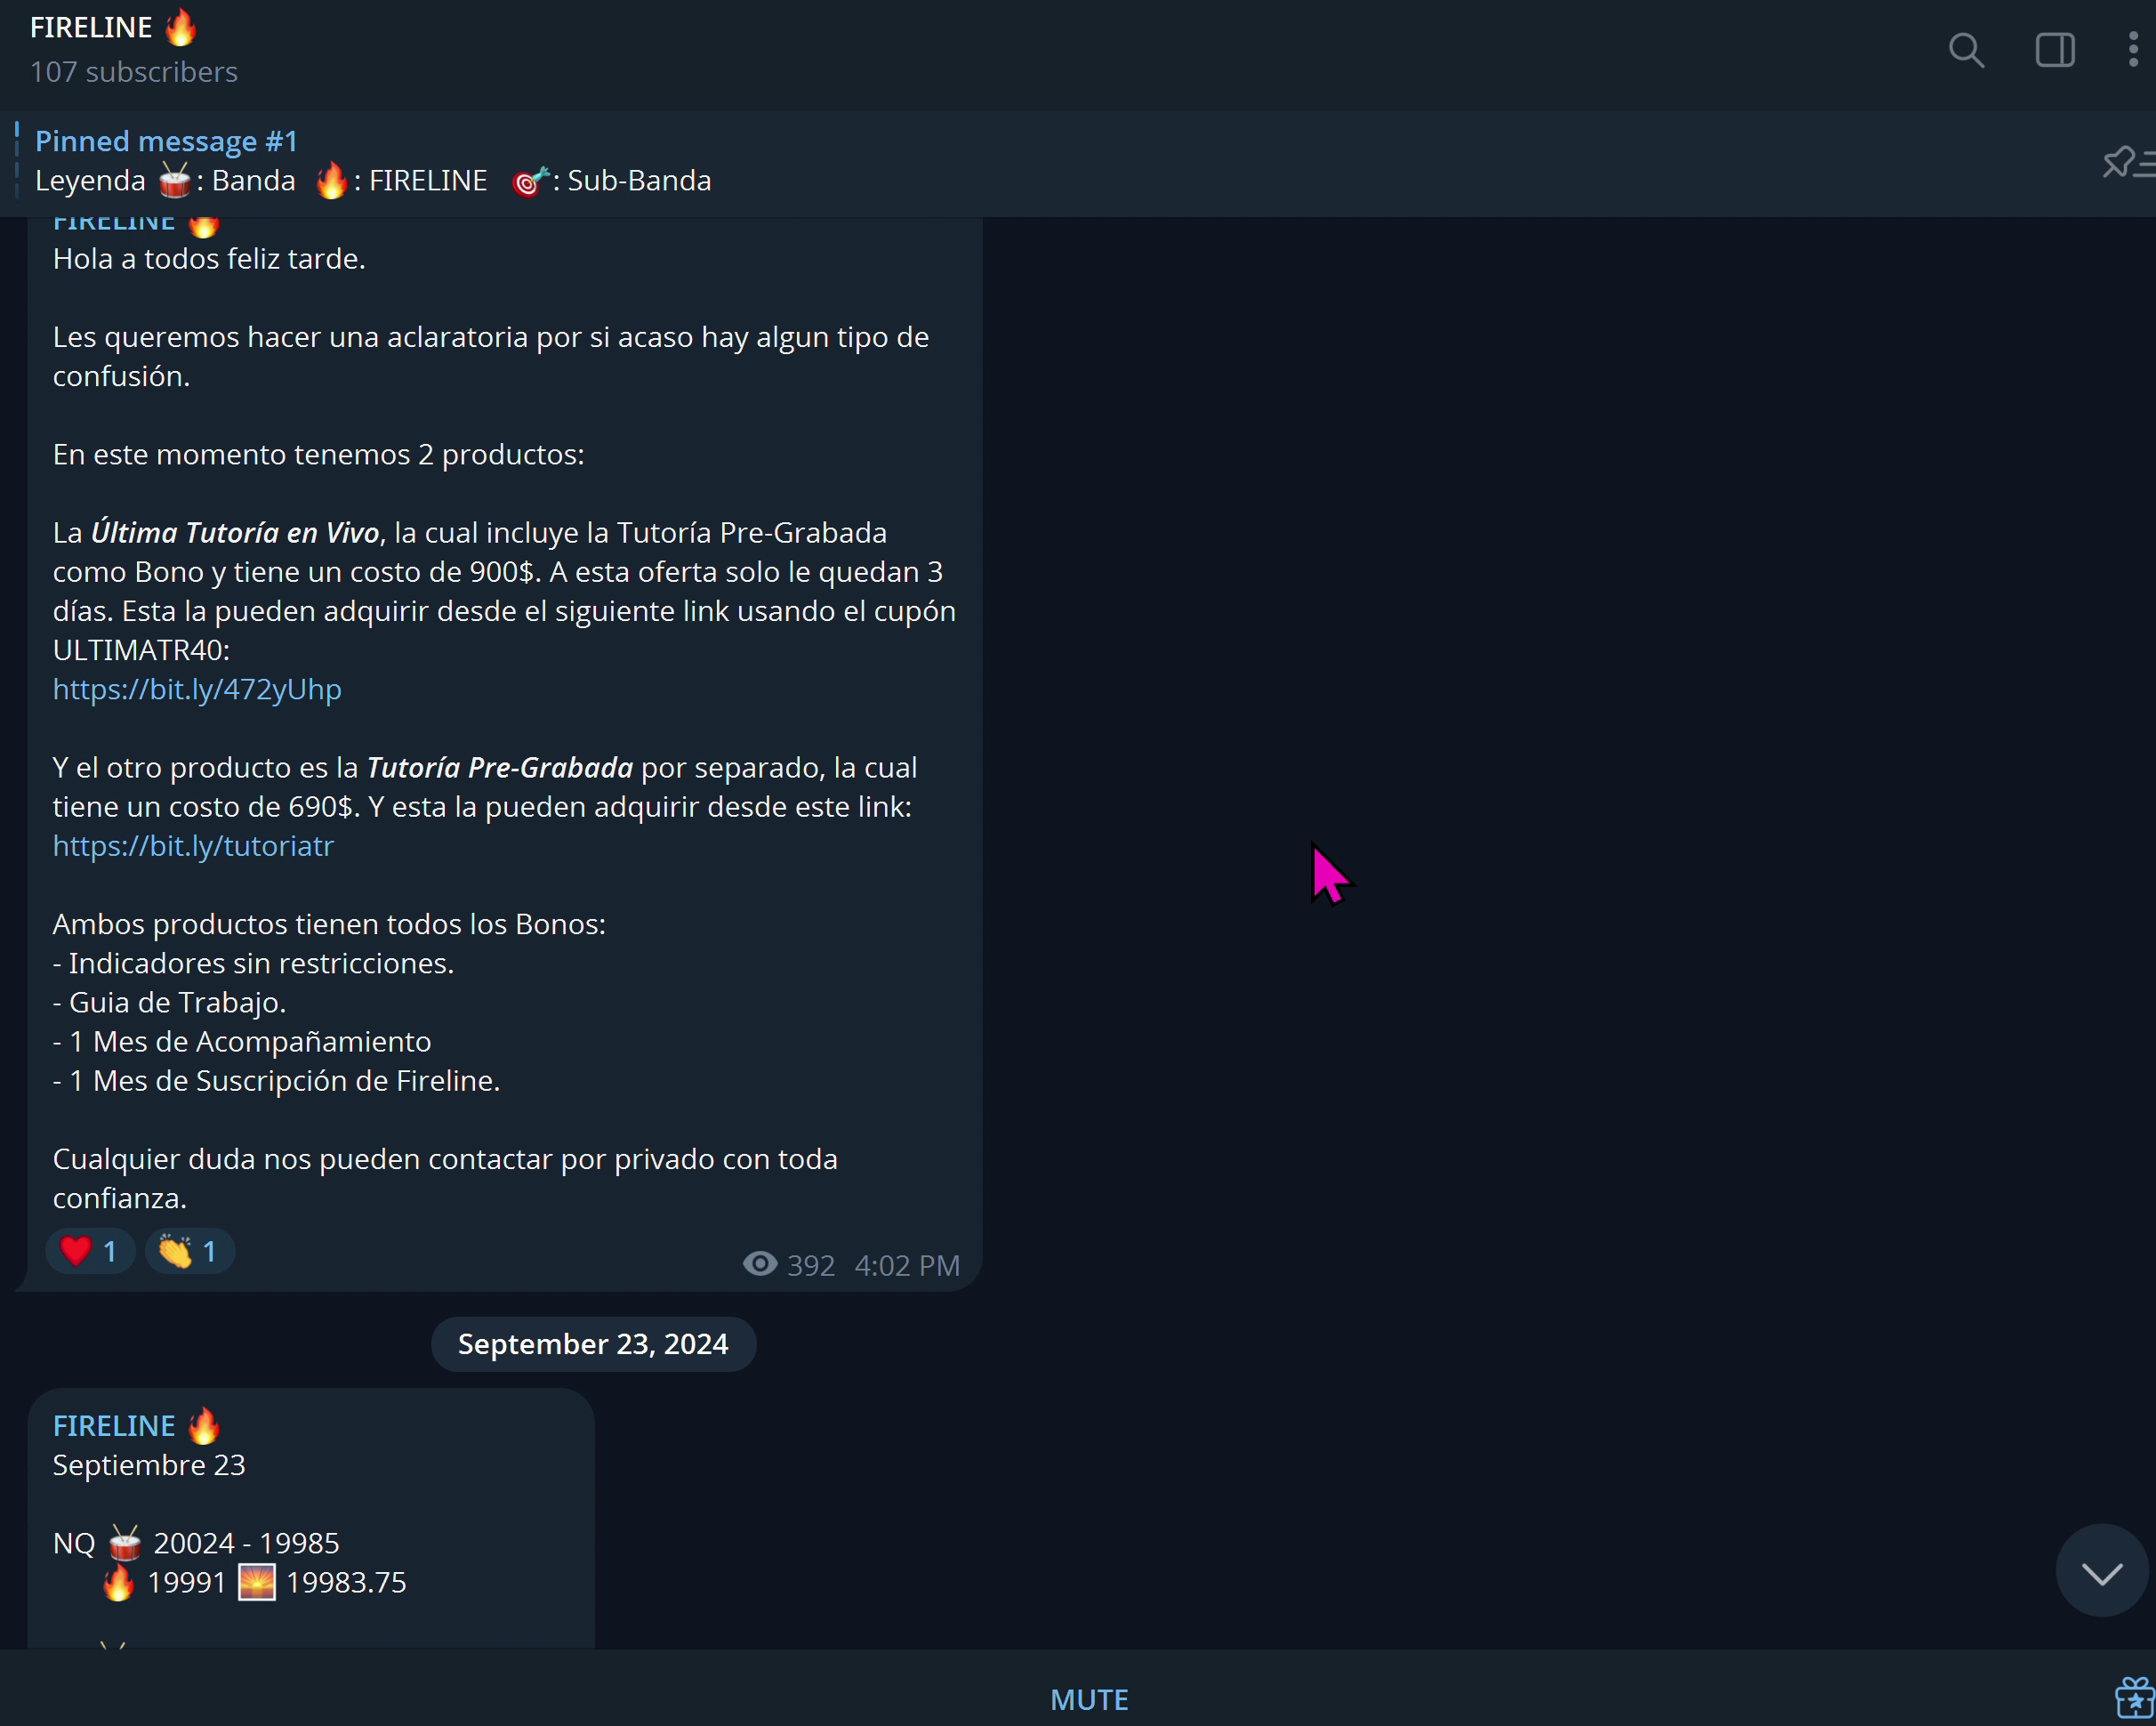 FIRELINE 🔥
107 subscribers
Pinned message #1
Leyenda 🥁: Banda 🔥: FIRELINE 🎯: Sub-Banda
FIRELINE 🔥
Hola a todos feliz tarde.
Les queremos hacer una aclaratoria por si acaso hay algun tipo de
confusión.
En este momento tenemos 2 productos:
La Última Tutoría en Vivo, la cual incluye la Tutoría Pre-Grabada
como Bono y tiene un costo de 900$. A esta oferta solo le quedan 3
días. Esta la pueden adquirir desde el siguiente link usando el cupón
ULTIMATR40:
https://bit.ly/472yUhp
Y el otro producto es la Tutoría Pre-Grabada por separado, la cual
tiene un costo de 690$. Y esta la pueden adquirir desde este link:
https://bit.ly/tutoriatr
Ambos productos tienen todos los Bonos:
- Indicadores sin restricciones.
- Guia de Trabajo.
- 1 Mes de Acompañamiento
- 1 Mes de Suscripción de Fireline.
Cualquier duda nos pueden contactar por privado con toda
confianza.
❤️ 1 👏 1
392 4:02 PM
September 23, 2024
FIRELINE 🔥
Septiembre 23
NQ 🥁 20024 - 19985
🔥 19991 🌅 19983.75
MUTE